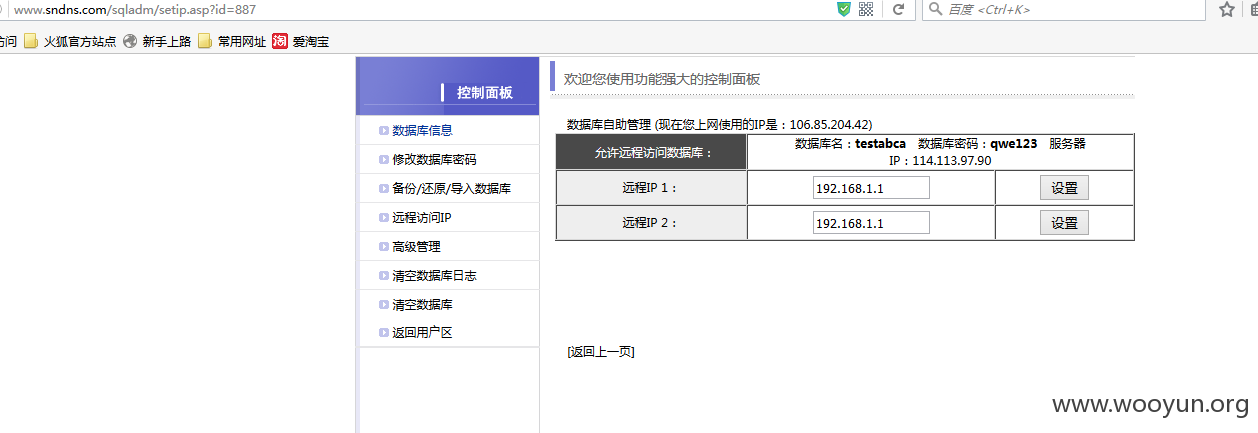 www.sndns.com/sqladm/setip.asp?id=887
百度 <Ctrl+K>
访问 火狐官方站点 新手上路 常用网址 淘 爱淘宝
控制面板
数据库信息
修改数据库密码
备份/还原/导入数据库
远程访问IP
高级管理
清空数据库日志
清空数据库
返回用户区
欢迎您使用功能强大的控制面板
数据库自助管理 (现在您上网使用的IP是：106.85.204.42)
允许远程访问数据库：
数据库名：testabca 数据库密码：qwe123 服务器
IP：114.113.97.90
远程IP 1： 192.168.1.1 设置
远程IP 2： 192.168.1.1 设置
[返回上一页]
www.wooyun.org